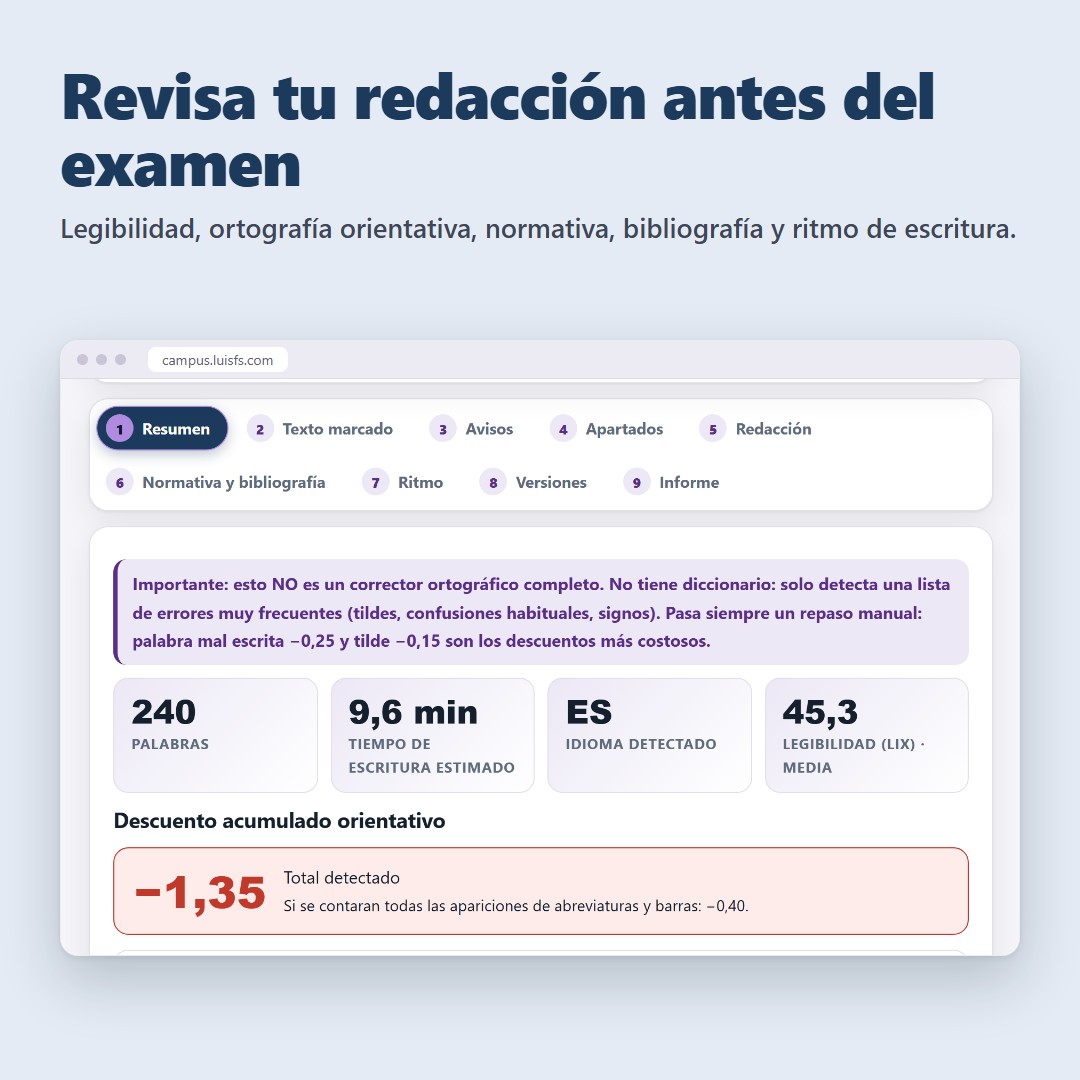 Revisa tu redacción antes del
examen
Legibilidad, ortografía orientativa, normativa, bibliografía y ritmo de escritura.
campus.luisfs.com
1 Resumen 2 Texto marcado 3 Avisos 4 Apartados 5 Redacción
6 Normativa y bibliografía 7 Ritmo 8 Versiones 9 Informe
Importante: esto NO es un corrector ortográfico completo. No tiene diccionario: solo detecta una lista
de errores muy frecuentes (tildes, confusiones habituales, signos). Pasa siempre un repaso manual:
palabra mal escrita −0,25 y tilde −0,15 son los descuentos más costosos.
240
PALABRAS
9,6 min
TIEMPO DE
ESCRITURA ESTIMADO
ES
IDIOMA DETECTADO
45,3
LEGIBILIDAD (LIX) ·
MEDIA
Descuento acumulado orientativo
−1,35
Total detectado
Si se contaran todas las apariciones de abreviaturas y barras: −0,40.